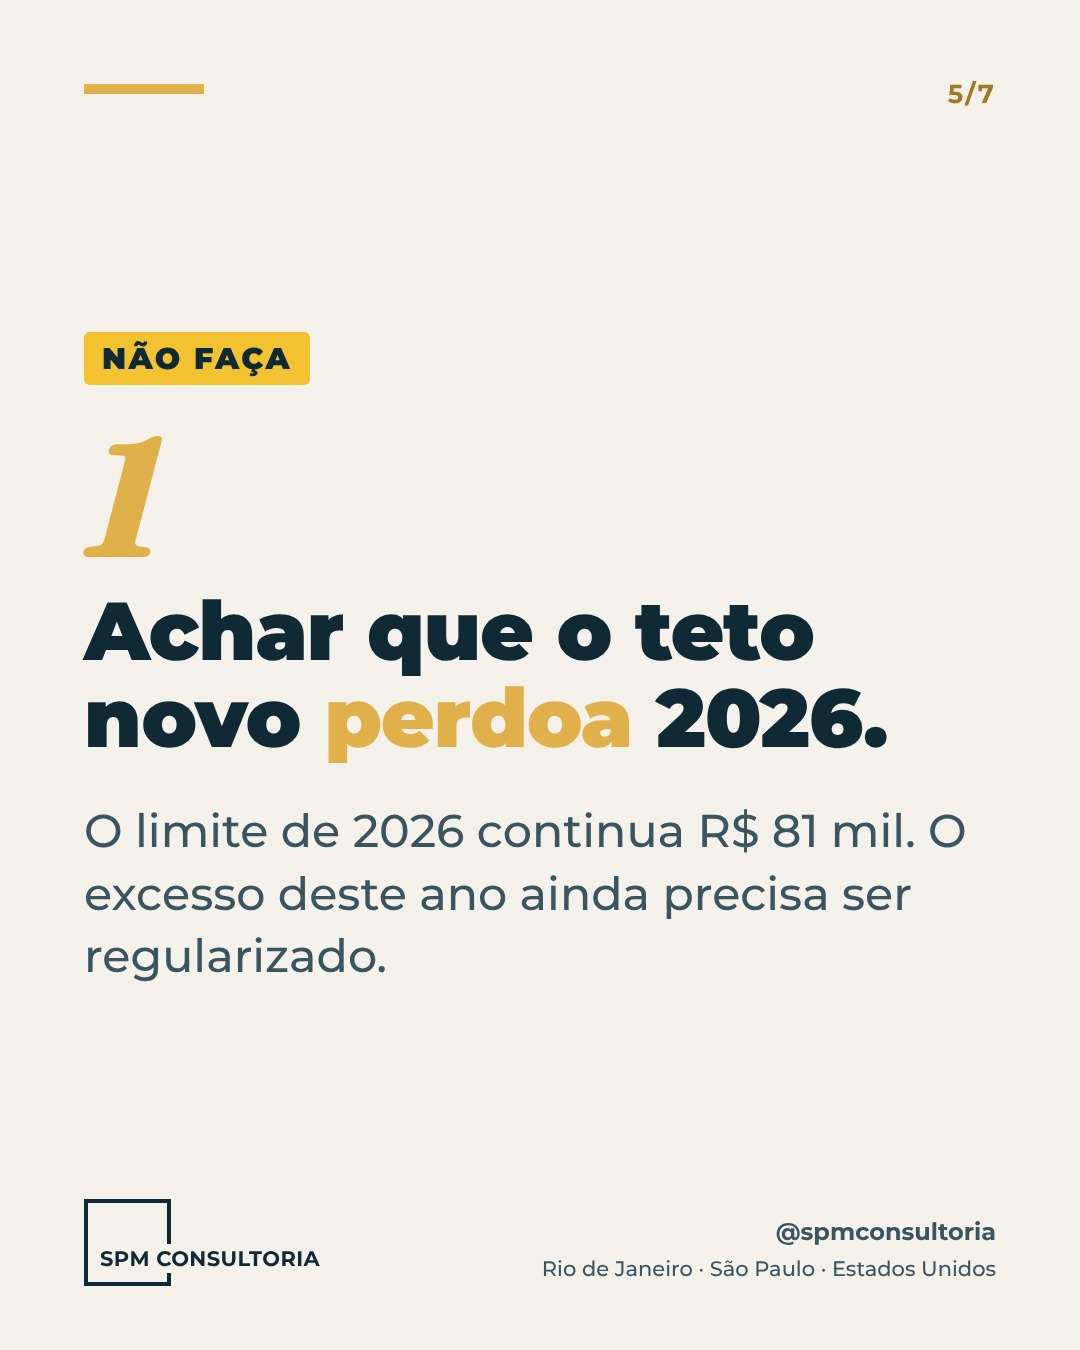 5/7
NÃO FAÇA
1
Achar que o teto
novo perdoa 2026.
O limite de 2026 continua R$ 81 mil. O
excesso deste ano ainda precisa ser
regularizado.
SPM CONSULTORIA
@spmconsultoria
Rio de Janeiro · São Paulo · Estados Unidos